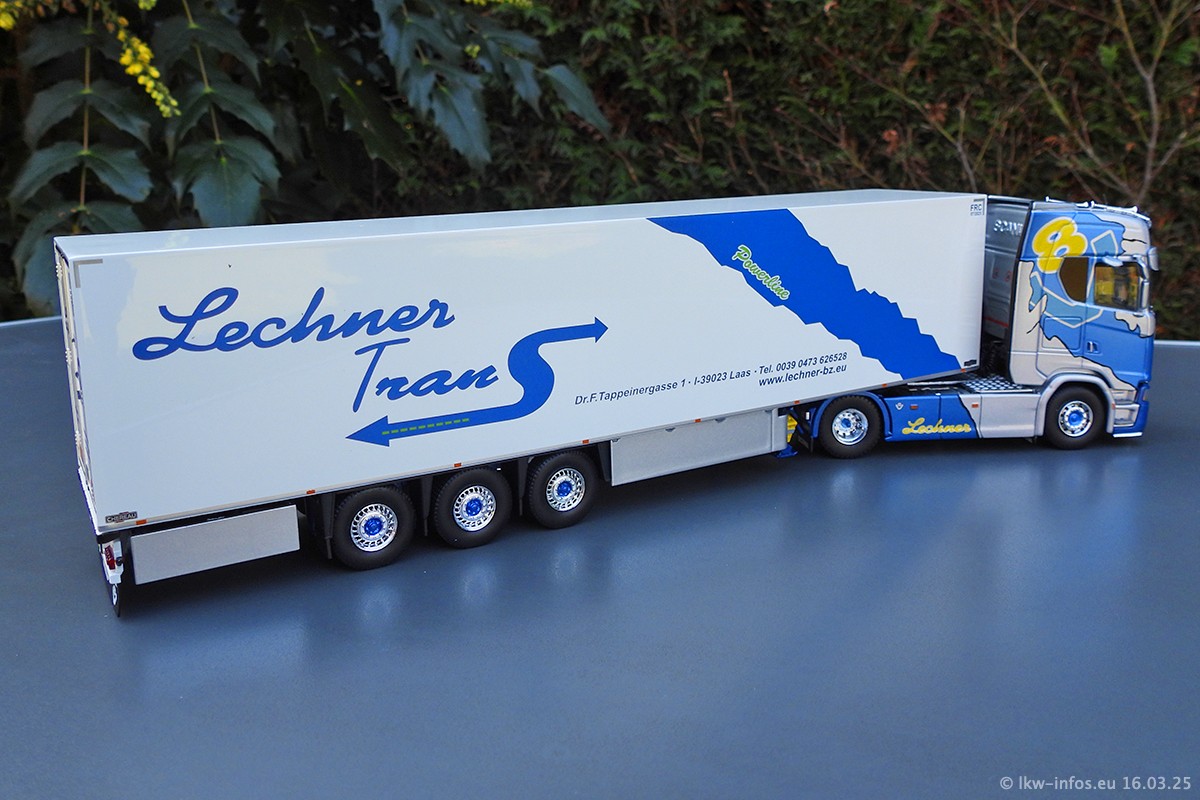 Lechner
Trans
Powerline
Dr.F.Tappeinergasse 1 · I-39023 Laas · Tel. 0039 0473 626528
www.lechner-bz.eu
FRC
Lechner
© lkw-infos.eu 16.03.25